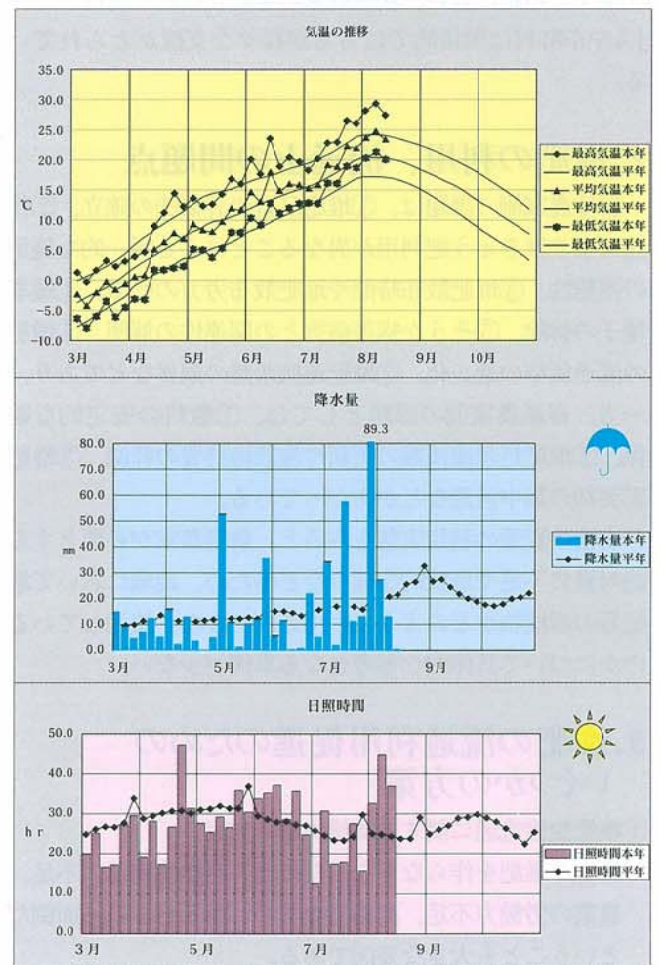 気温の推移
35.0
30.0
25.0
20.0
15.0
℃ 10.0
5.0
0.0
−5.0
−10.0
3月 4月 5月 6月 7月 8月 9月 10月
最高気温本年
最高気温平年
平均気温本年
平均気温平年
最低気温本年
最低気温平年
降水量
89.3
80.0
70.0
60.0
50.0
40.0
mm
30.0
20.0
10.0
0.0
3月 5月 7月 9月
降水量本年
降水量平年
日照時間
50.0
40.0
30.0
hr
20.0
10.0
0.0
3月 5月 7月 9月
日照時間本年
日照時間平年